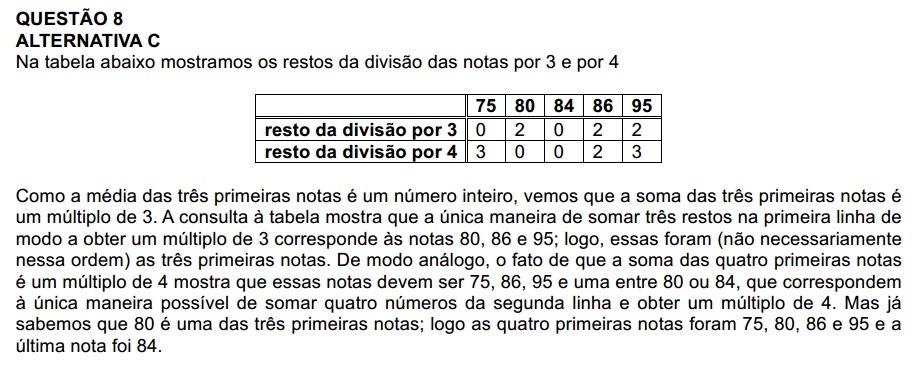 QUESTÃO 8
ALTERNATIVA C
Na tabela abaixo mostramos os restos da divisão das notas por 3 e por 4
75 80 84 86 95
resto da divisão por 3 0 2 0 2 2
resto da divisão por 4 3 0 0 2 3
Como a média das três primeiras notas é um número inteiro, vemos que a soma das três primeiras notas é
um múltiplo de 3. A consulta à tabela mostra que a única maneira de somar três restos na primeira linha de
modo a obter um múltiplo de 3 corresponde às notas 80, 86 e 95; logo, essas foram (não necessariamente
nessa ordem) as três primeiras notas. De modo análogo, o fato de que a soma das quatro primeiras notas
é um múltiplo de 4 mostra que essas notas devem ser 75, 86, 95 e uma entre 80 ou 84, que correspondem
à única maneira possível de somar quatro números da segunda linha e obter um múltiplo de 4. Mas já
sabemos que 80 é uma das três primeiras notas; logo as quatro primeiras notas foram 75, 80, 86 e 95 e a
última nota foi 84.